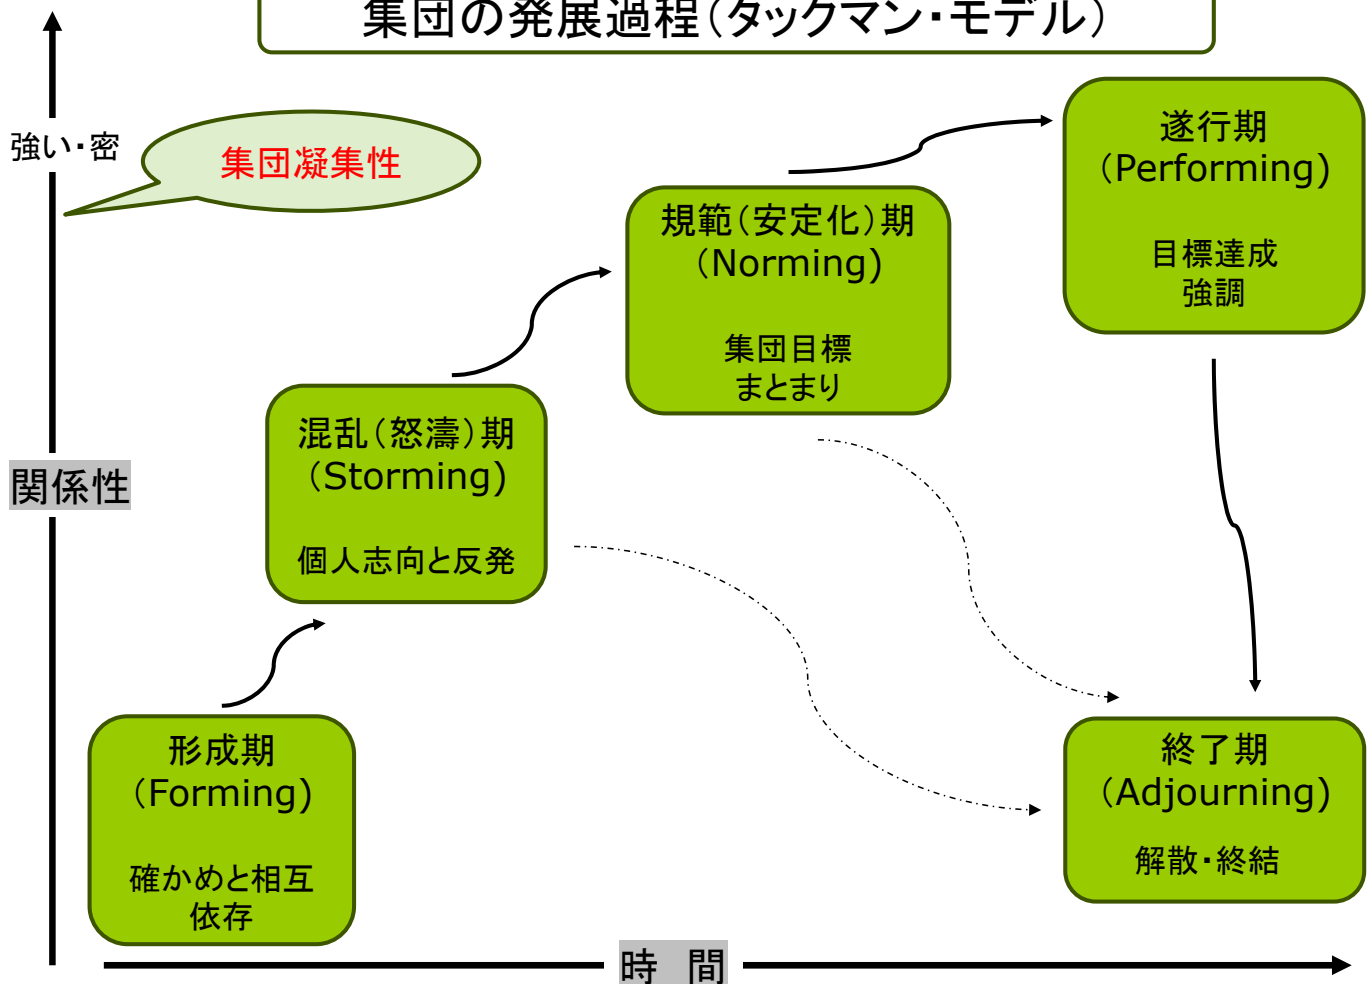 集団の発展過程（タックマン・モデル）
強い・密
集団凝集性
遂行期
（Performing)
目標達成
強調
規範（安定化）期
（Norming)
集団目標
まとまり
混乱（怒濤）期
（Storming)
個人志向と反発
関係性
形成期
（Forming)
確かめと相互
依存
終了期
（Adjourning)
解散・終結
時　間